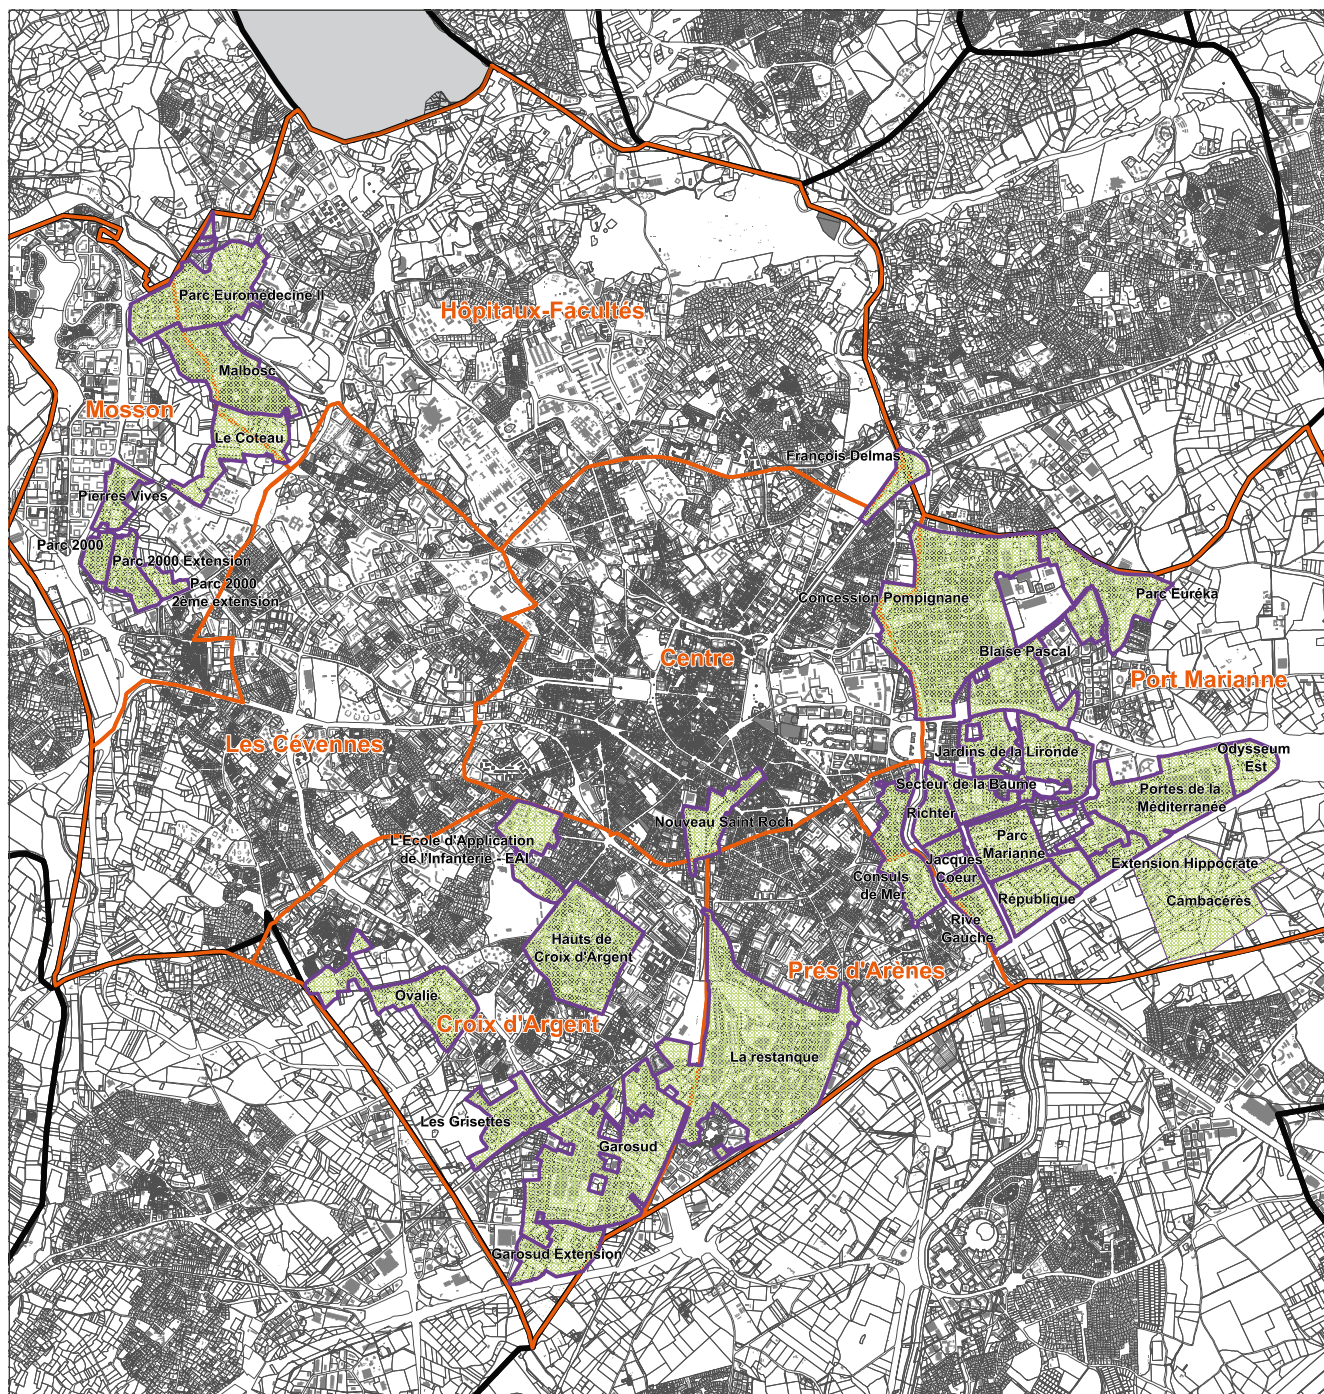 Parc Euromédecine II
Hôpitaux-Facultés
Malbosc
Mosson
Le Coteau
François Delmas
Pierres Vives
Parc 2000
Parc 2000 Extension
Parc 2000
2ème extension
Concession Pompignane
Parc Euréka
Blaise Pascal
Centre
Port Marianne
Les Cévennes
Jardins de la Lironde
Odysseum
Est
Secteur de la Baume
Portes de la
Méditerranée
Richter
Nouveau Saint Roch
L'Ecole d'Application
de l'Infanterie - EAI
Parc
Marianne
Jacques
Coeur
Extension Hippocrate
Consuls
de Mer
République
Cambacérès
Rive
Gauche
Hauts de
Croix d'Argent
Prés d'Arènes
Ovalie
Croix d'Argent
La restanque
Les Grisettes
Garosud
Garosud Extension